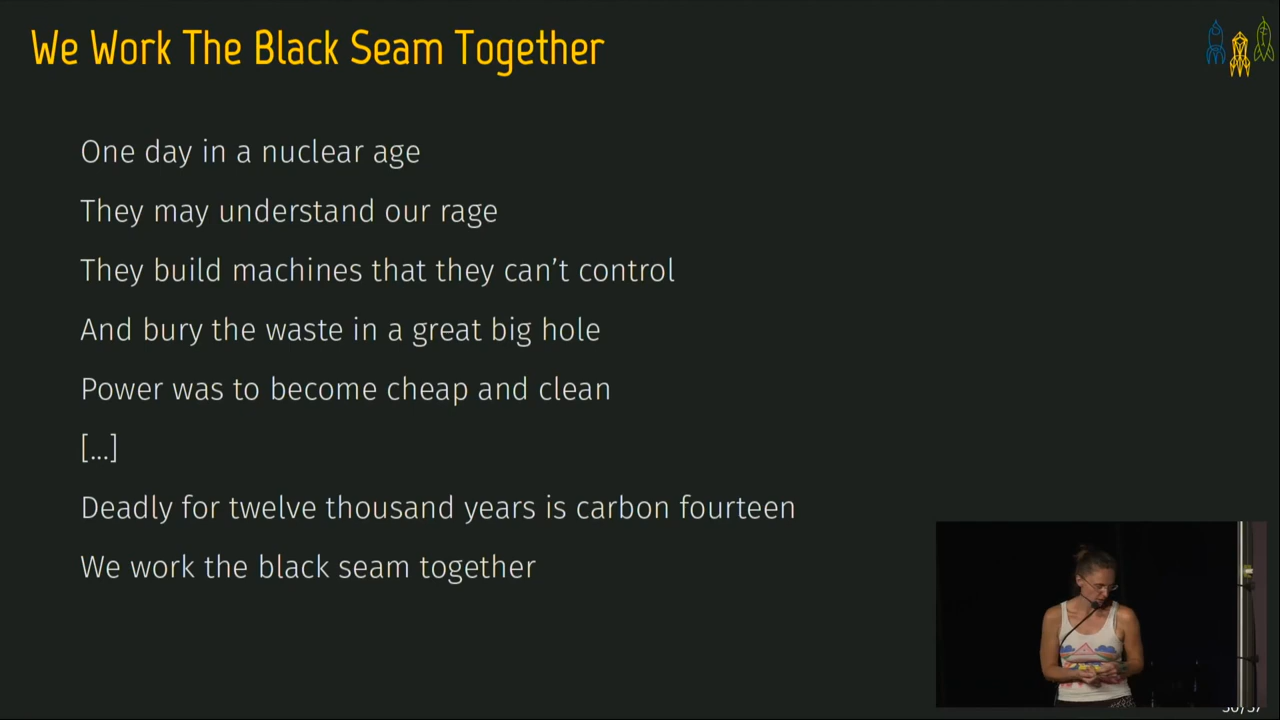 We Work The Black Seam Together
One day in a nuclear age
They may understand our rage
They build machines that they can’t control
And bury the waste in a great big hole
Power was to become cheap and clean
[...]
Deadly for twelve thousand years is carbon fourteen
We work the black seam together